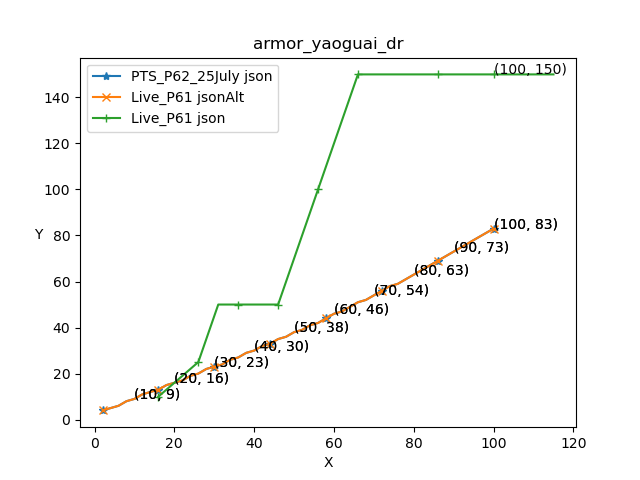 armor_yaoguai_dr
PTS_P62_25July json
Live_P61 jsonAlt
Live_P61 json
(100, 150)
(100, 83)
(90, 73)
(80, 63)
(70, 54)
(60, 46)
(50, 38)
(40, 30)
(30, 23)
(20, 16)
(10, 9)
Y
140
120
100
80
60
40
20
0
0 20 40 60 80 100 120
X